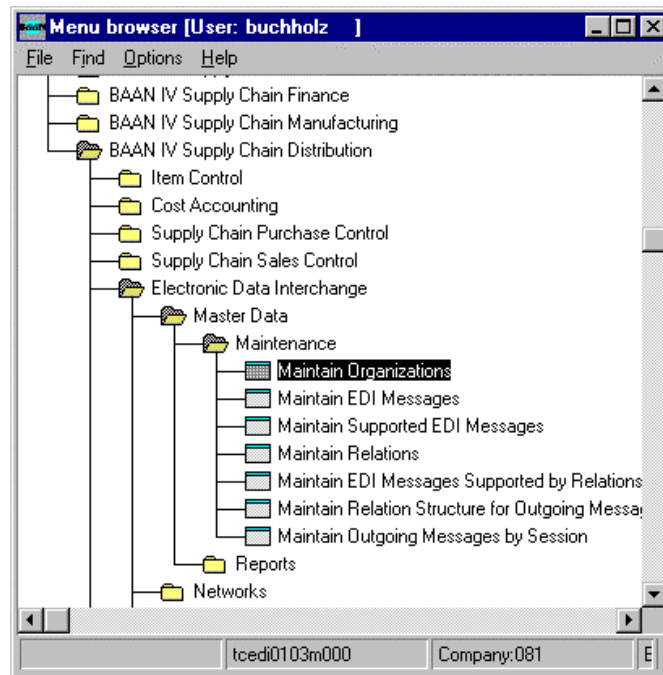 Menu browser [User: buchholz ]
File Find Options Help
BAAN IV Supply Chain Finance
BAAN IV Supply Chain Manufacturing
BAAN IV Supply Chain Distribution
Item Control
Cost Accounting
Supply Chain Purchase Control
Supply Chain Sales Control
Electronic Data Interchange
Master Data
Maintenance
Maintain Organizations
Maintain EDI Messages
Maintain Supported EDI Messages
Maintain Relations
Maintain EDI Messages Supported by Relations
Maintain Relation Structure for Outgoing Messa
Maintain Outgoing Messages by Session
Reports
Networks
tcedi0103m000 Company:081 E